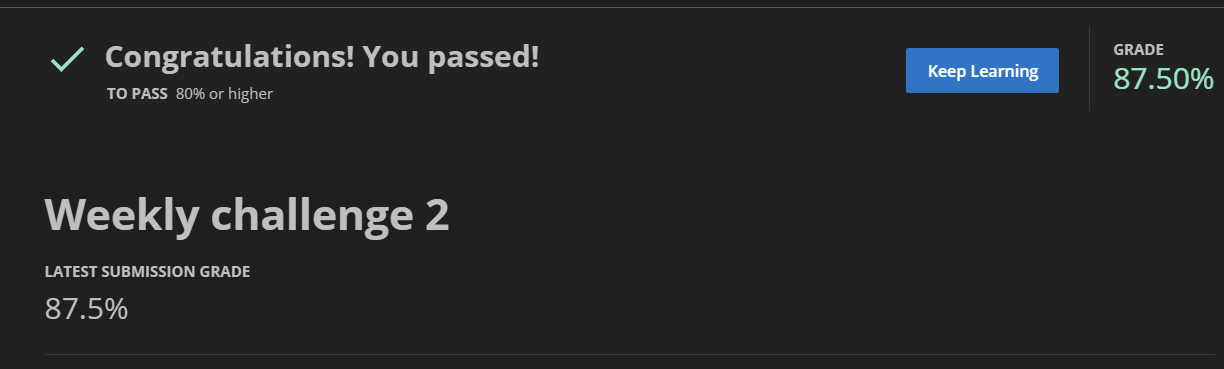 Congratulations! You passed!
TO PASS 80% or higher
Keep Learning
GRADE
87.50%
Weekly challenge 2
LATEST SUBMISSION GRADE
87.5%